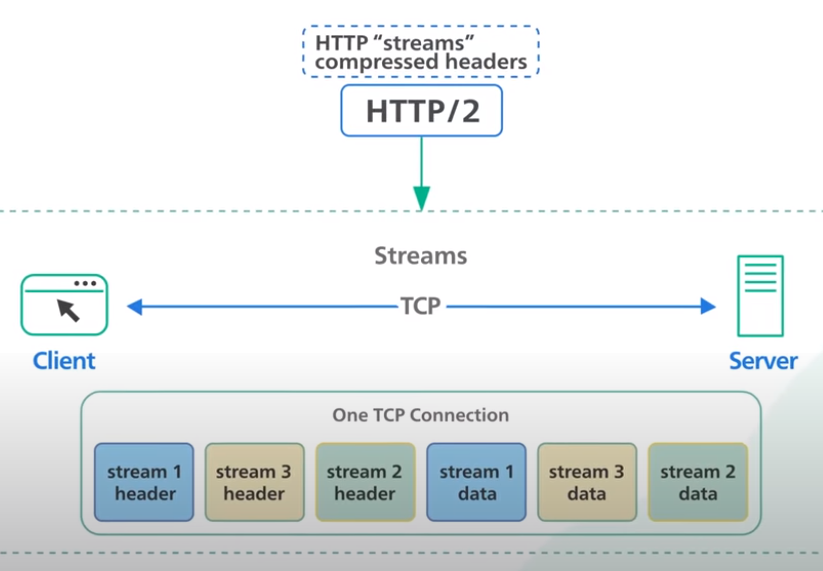 HTTP “streams”
compressed headers
HTTP/2
Streams
TCP
Client
Server
One TCP Connection
stream 1
header
stream 3
header
stream 2
header
stream 1
data
stream 3
data
stream 2
data